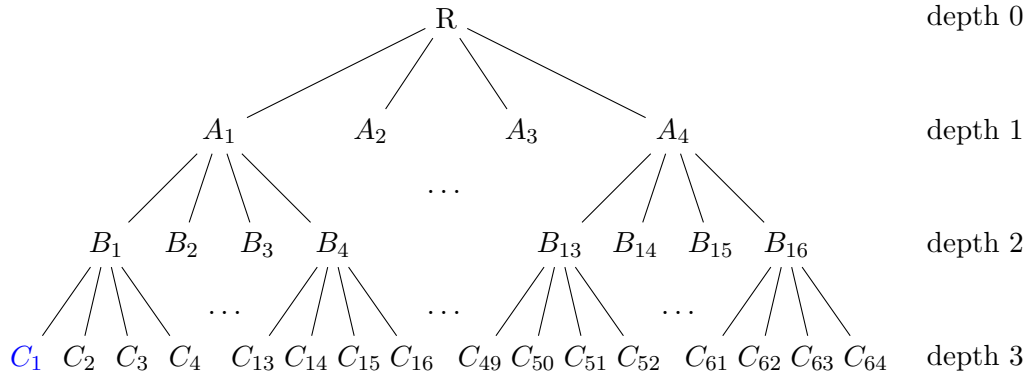 R depth 0
A₁ A₂ A₃ A₄ depth 1
...
B₁ B₂ B₃ B₄ B₁₃ B₁₄ B₁₅ B₁₆ depth 2
... ... ...
C₁ C₂ C₃ C₄ C₁₃ C₁₄ C₁₅ C₁₆ C₄₉ C₅₀ C₅₁ C₅₂ C₆₁ C₆₂ C₆₃ C₆₄ depth 3